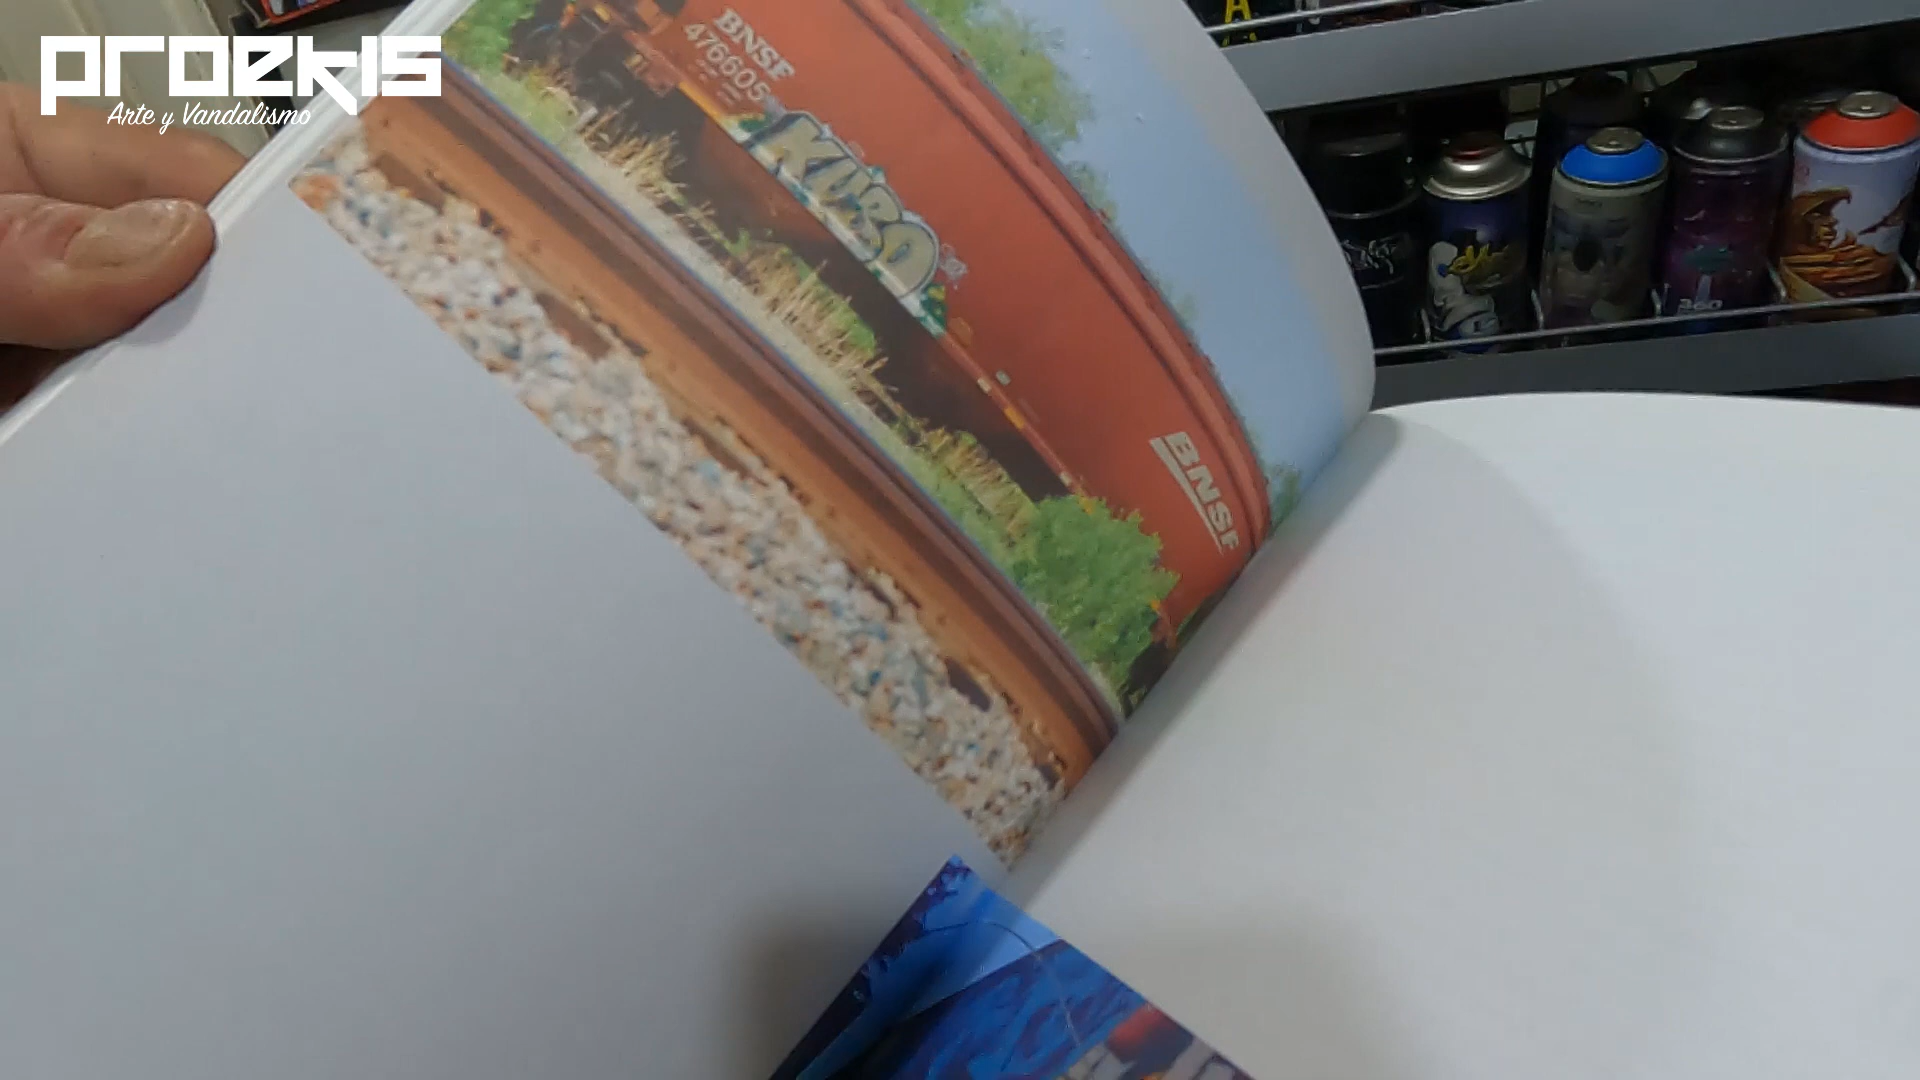 proekis
Arte y Vandalismo
BNSF
476605
KUBO
BNSF